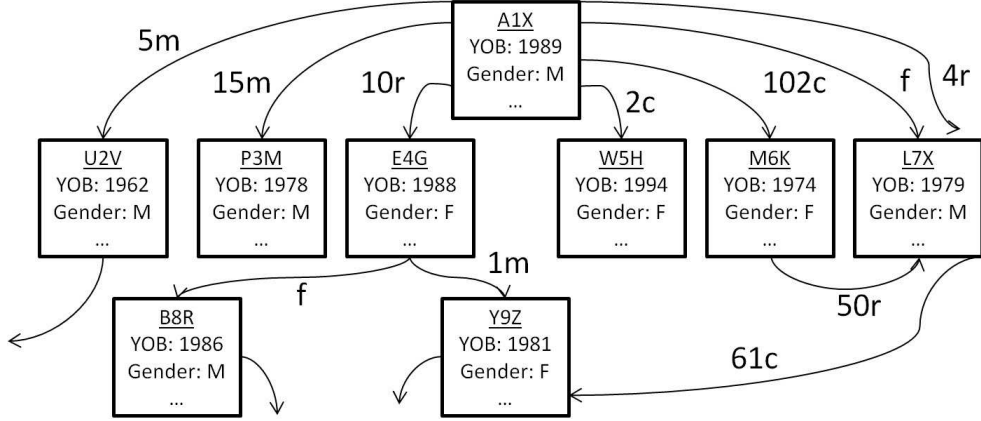 A1X
YOB: 1989
Gender: M
...
5m
15m
10r
2c
102c
f
4r
U2V
YOB: 1962
Gender: M
...
P3M
YOB: 1978
Gender: M
...
E4G
YOB: 1988
Gender: F
...
W5H
YOB: 1994
Gender: F
...
M6K
YOB: 1974
Gender: F
...
L7X
YOB: 1979
Gender: M
...
f
1m
50r
B8R
YOB: 1986
Gender: M
...
Y9Z
YOB: 1981
Gender: F
...
61c